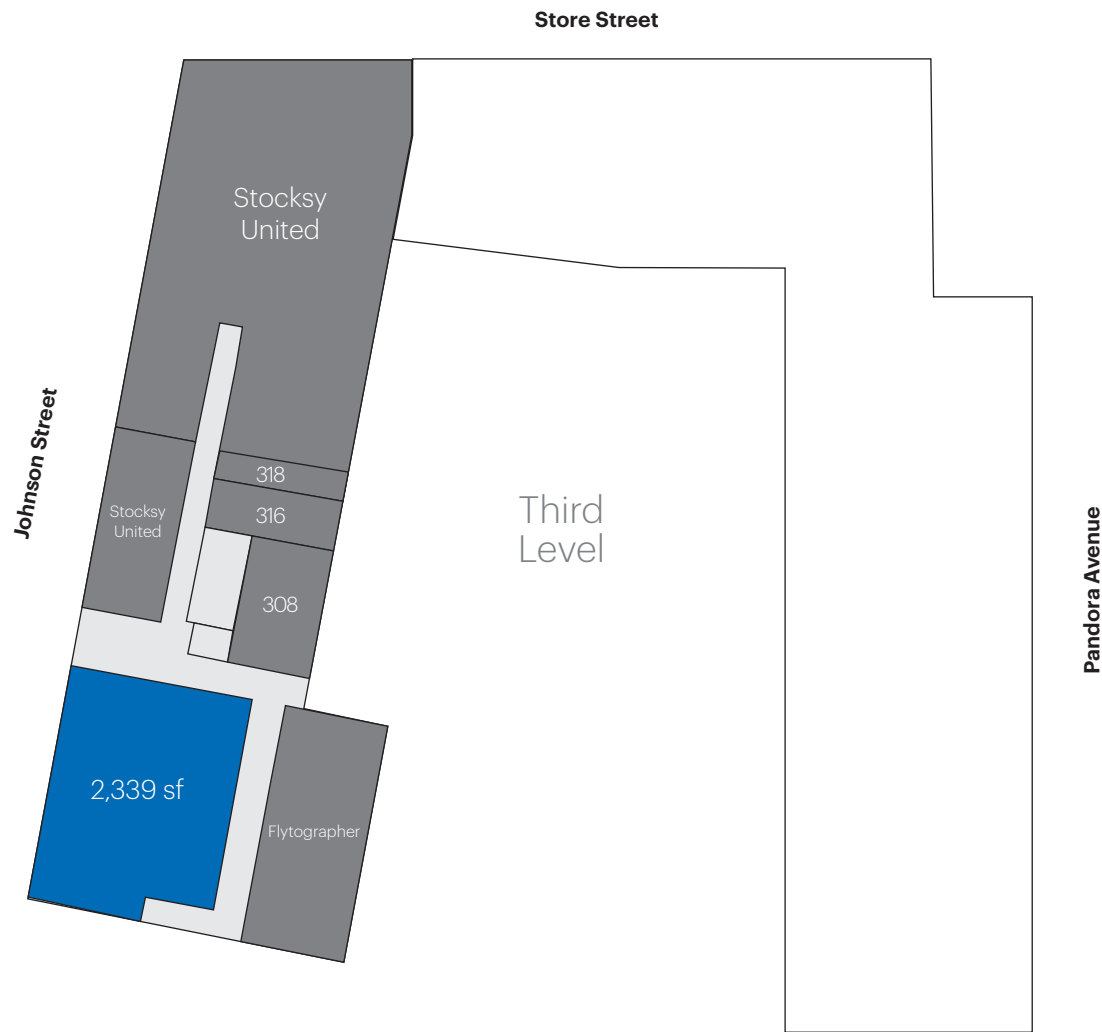 Store Street
Stocksy
United
Johnson Street
318
Stocksy
United
316
Third
Level
308
Pandora Avenue
2,339 sf
Flytographer